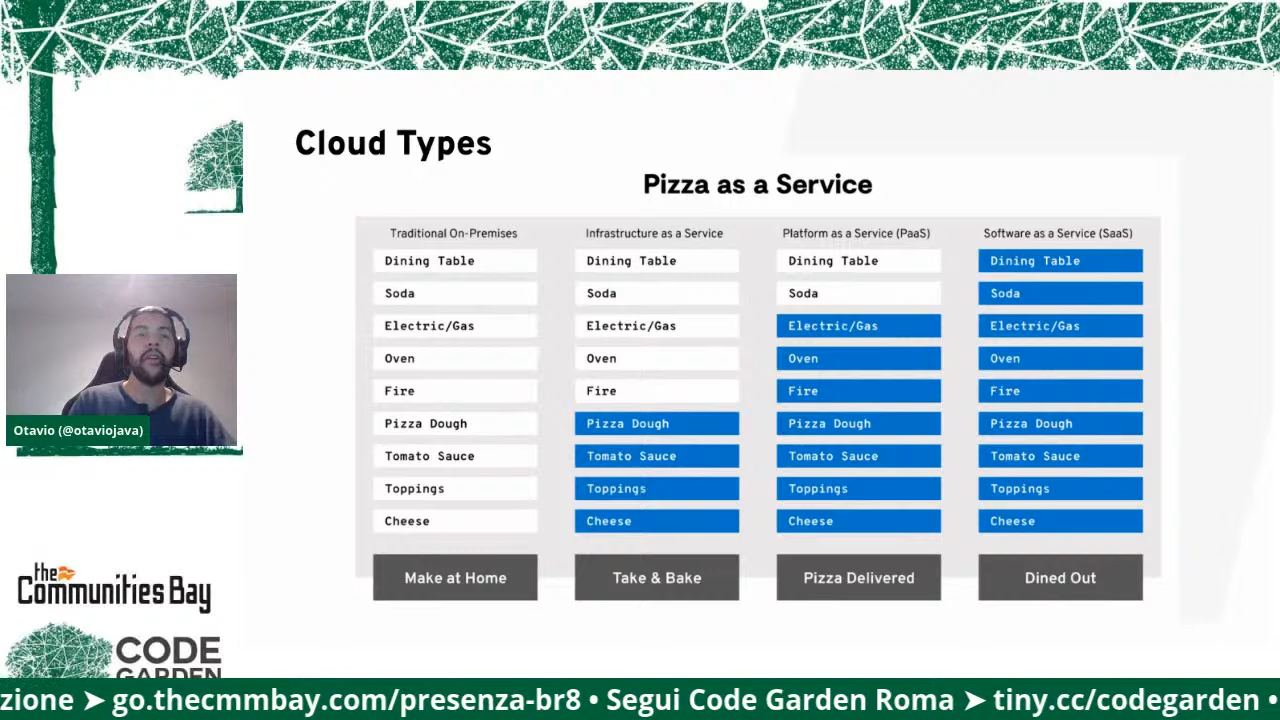 Cloud Types
Pizza as a Service
Traditional On-Premises
Dining Table
Soda
Electric/Gas
Oven
Fire
Pizza Dough
Tomato Sauce
Toppings
Cheese
Make at Home
Infrastructure as a Service
Dining Table
Soda
Electric/Gas
Oven
Fire
Pizza Dough
Tomato Sauce
Toppings
Cheese
Take & Bake
Platform as a Service (PaaS)
Dining Table
Soda
Electric/Gas
Oven
Fire
Pizza Dough
Tomato Sauce
Toppings
Cheese
Pizza Delivered
Software as a Service (SaaS)
Dining Table
Soda
Electric/Gas
Oven
Fire
Pizza Dough
Tomato Sauce
Toppings
Cheese
Dined Out
Otavio (@otaviojava)
the
Communities Bay
CODE
GARDEN
zione ➤ go.thecmmbay.com/presenza-br8 • Segui Code Garden Roma ➤ tiny.cc/codegarden •